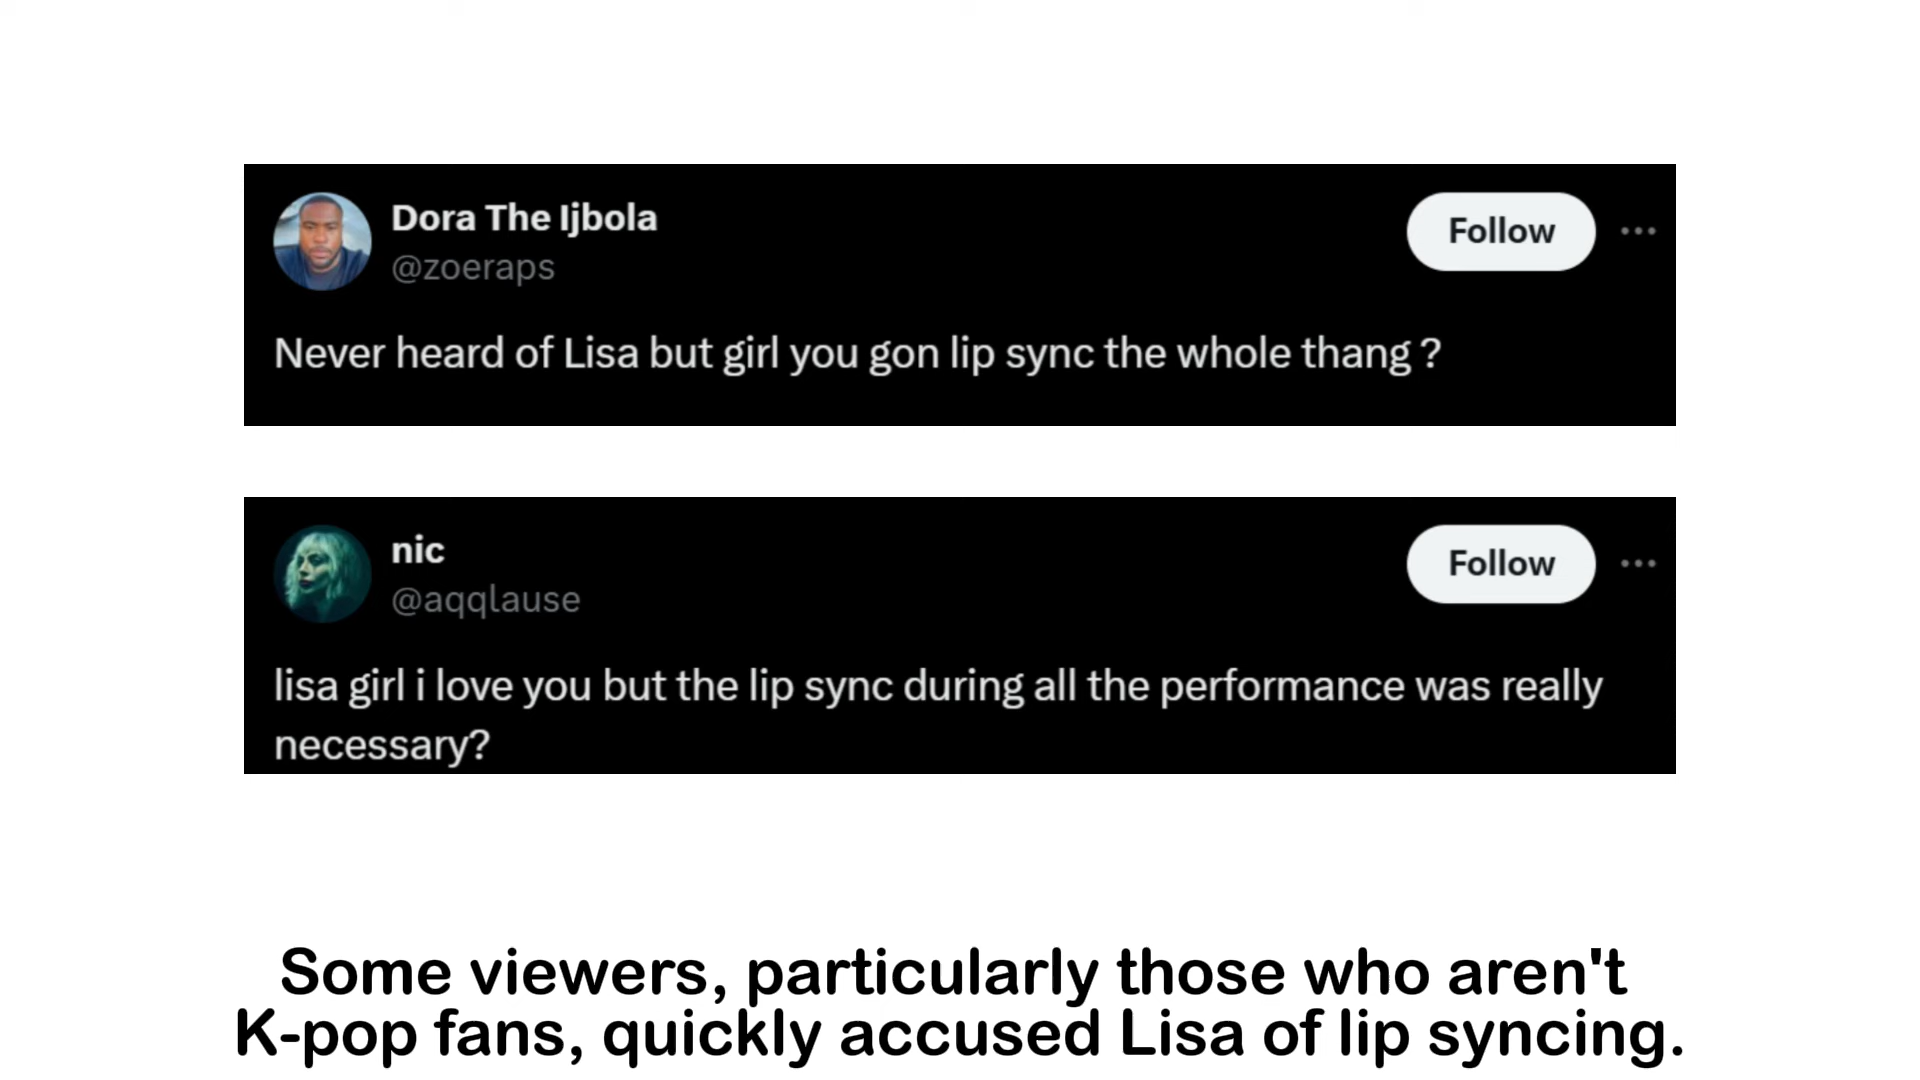 Dora The Ijbola
@zoeraps
Follow
Never heard of Lisa but girl you gon lip sync the whole thang ?
nic
@aqqlause
Follow
lisa girl i love you but the lip sync during all the performance was really
necessary?
Some viewers, particularly those who aren't
K-pop fans, quickly accused Lisa of lip syncing.